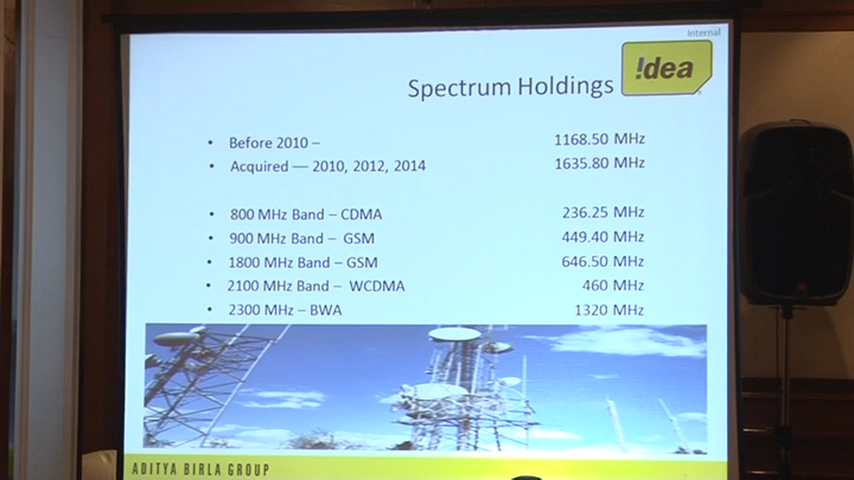 Internal
!dea
Spectrum Holdings
• Before 2010 – 1168.50 MHz
• Acquired — 2010, 2012, 2014 1635.80 MHz
• 800 MHz Band – CDMA 236.25 MHz
• 900 MHz Band – GSM 449.40 MHz
• 1800 MHz Band – GSM 646.50 MHz
• 2100 MHz Band – WCDMA 460 MHz
• 2300 MHz – BWA 1320 MHz
ADITYA BIRLA GROUP